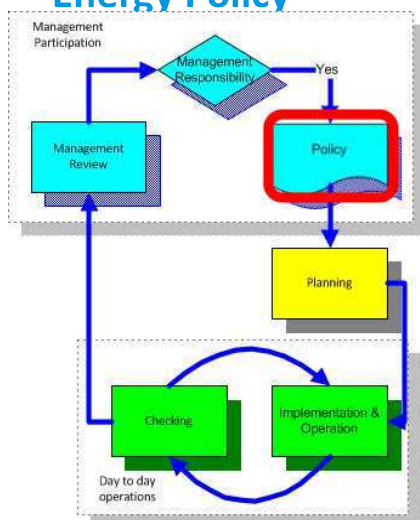 Energy Policy
Management
Participation
Management
Responsibility
Yes
Management
Review
Policy
Planning
Checking
Implementation &
Operation
Day to day
operations